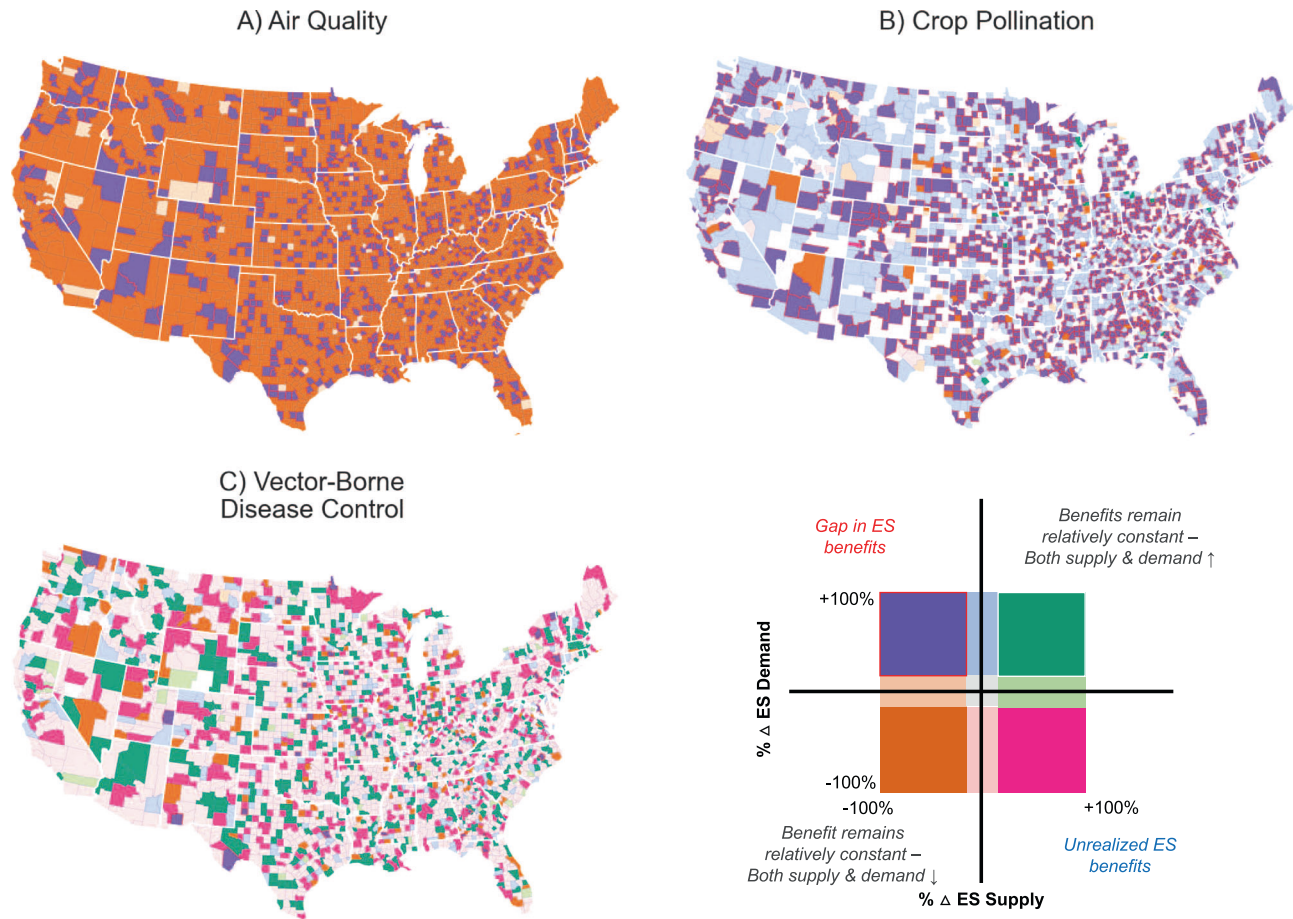 A) Air Quality
B) Crop Pollination
C) Vector-Borne
Disease Control
Gap in ES
benefits
Benefits remain
relatively constant –
Both supply & demand ↑
+100%
% △ ES Demand
-100%
-100%
+100%
Benefit remains
relatively constant –
Both supply & demand ↓
Unrealized ES
benefits
% △ ES Supply